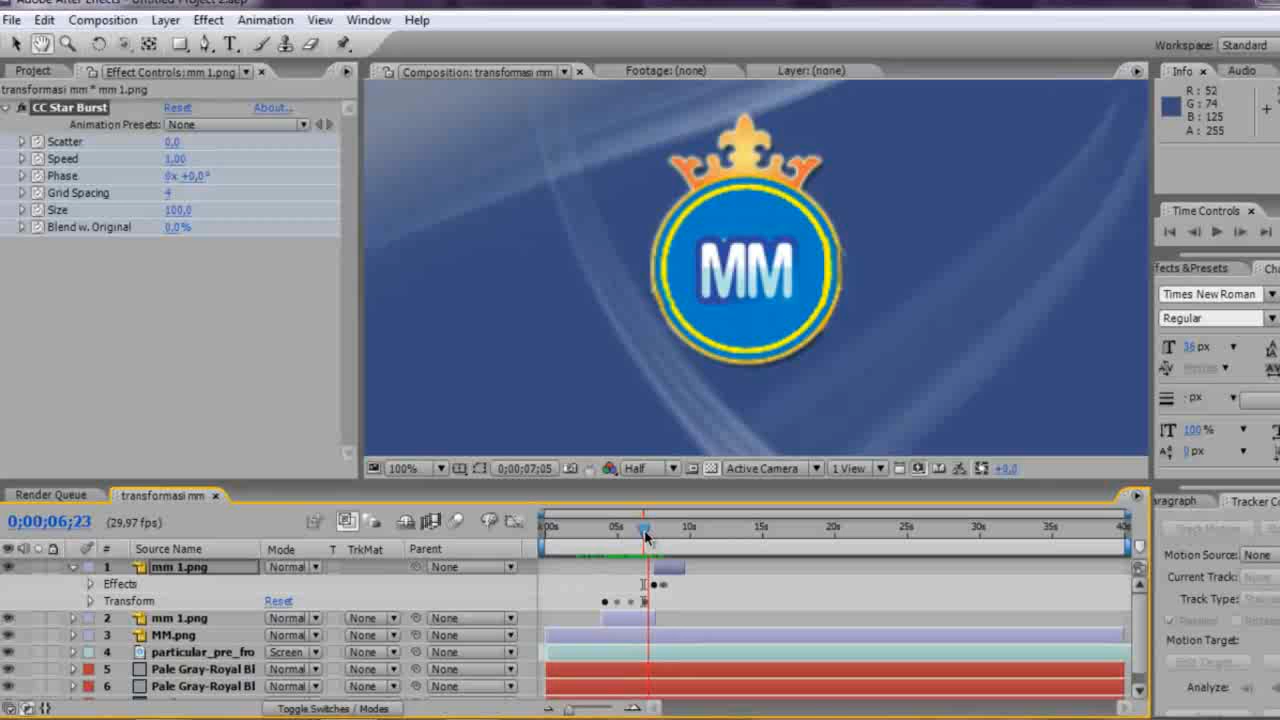 Adobe After Effects - Untitled Project 2.aep
File Edit Composition Layer Effect Animation View Window Help
Workspace: Standard
Project Effect Controls: mm 1.png
transformasi mm * mm 1.png
CC Star Burst Reset About...
Animation Presets: None
Scatter 0,0
Speed 1,00
Phase 0x +0,0°
Grid Spacing 4
Size 100,0
Blend w. Original 0,0%
Composition: transformasi mm Footage: (none) Layer: (none)
MM
100% 0;00;07;05 Half Active Camera 1 View +0,0
Info Audio
R: 52
G: 74
B: 125
A: 255
Time Controls
ffects &Presets Cha
Times New Roman
Regular
36 px
Metrics
- px
100 %
0 px
Render Queue transformasi mm
0;00;06;23 (29,97 fps)
:00s 05s 10s 15s 20s 25s 30s 35s 40s
# Source Name Mode T TrkMat Parent
1 mm 1.png Normal None
Effects
Transform Reset
2 mm 1.png Normal None None
3 MM.png Normal None None
4 particular_pre_fro Screen None None
5 Pale Gray-Royal Bl Normal None None
6 Pale Gray-Royal Bl Normal None None
Toggle Switches / Modes
aragraph Tracker Co
Track Motion
Motion Source: None
Current Track: None
Track Type:
Position
Motion Target:
Edit Target...
Analyze: